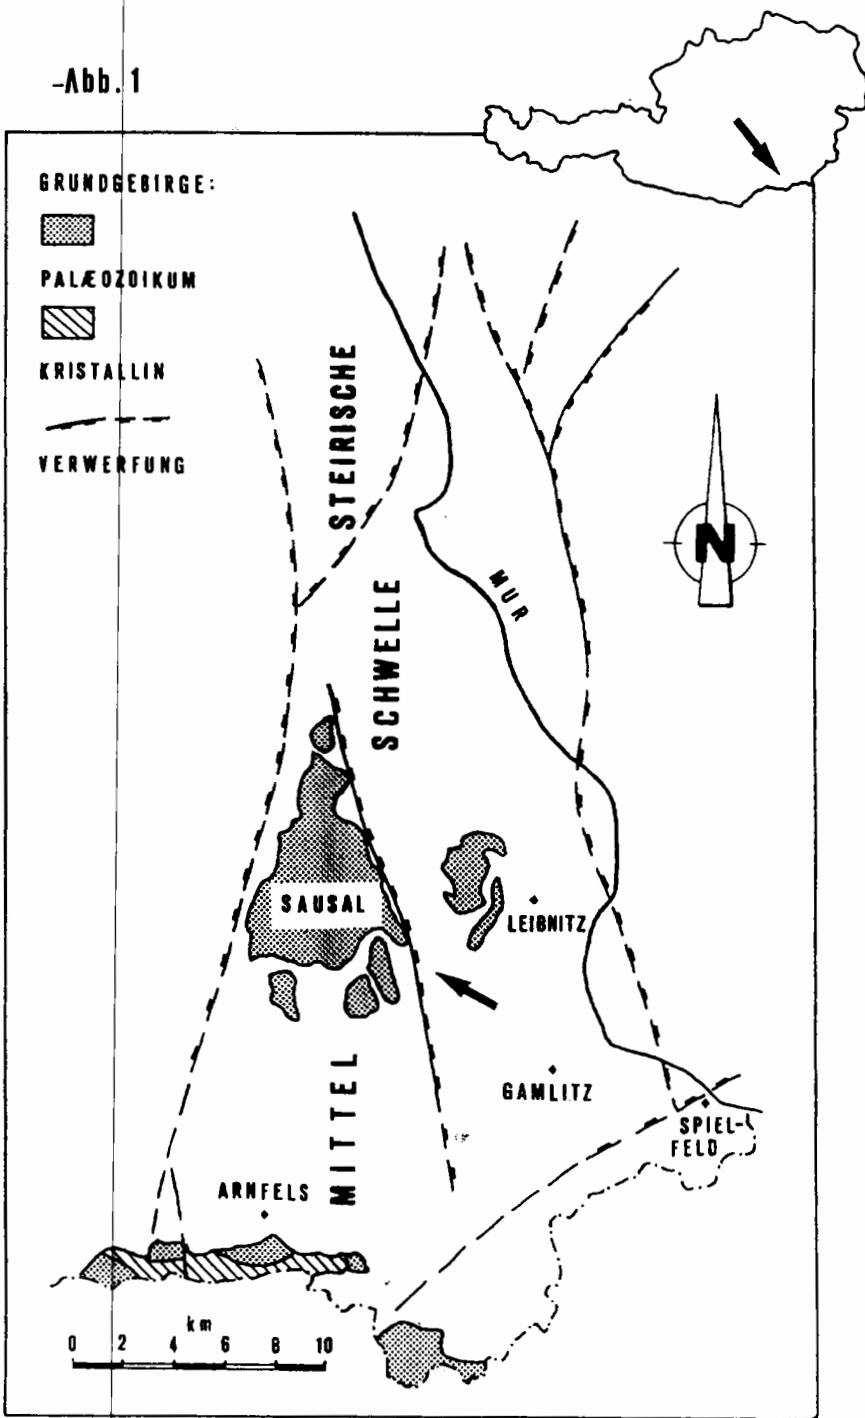 -Abb. 1
GRUNDGEBIRGE:
PALÆOZOIKUM
KRISTALLIN
VERWERFUNG
STEIRISCHE
N
MUR
SCHWELLE
SAUSAL
LEIBNITZ
MITTEL
GAMLITZ
SPIEL-
FELD
ARNFELS
km
0 2 4 6 8 10